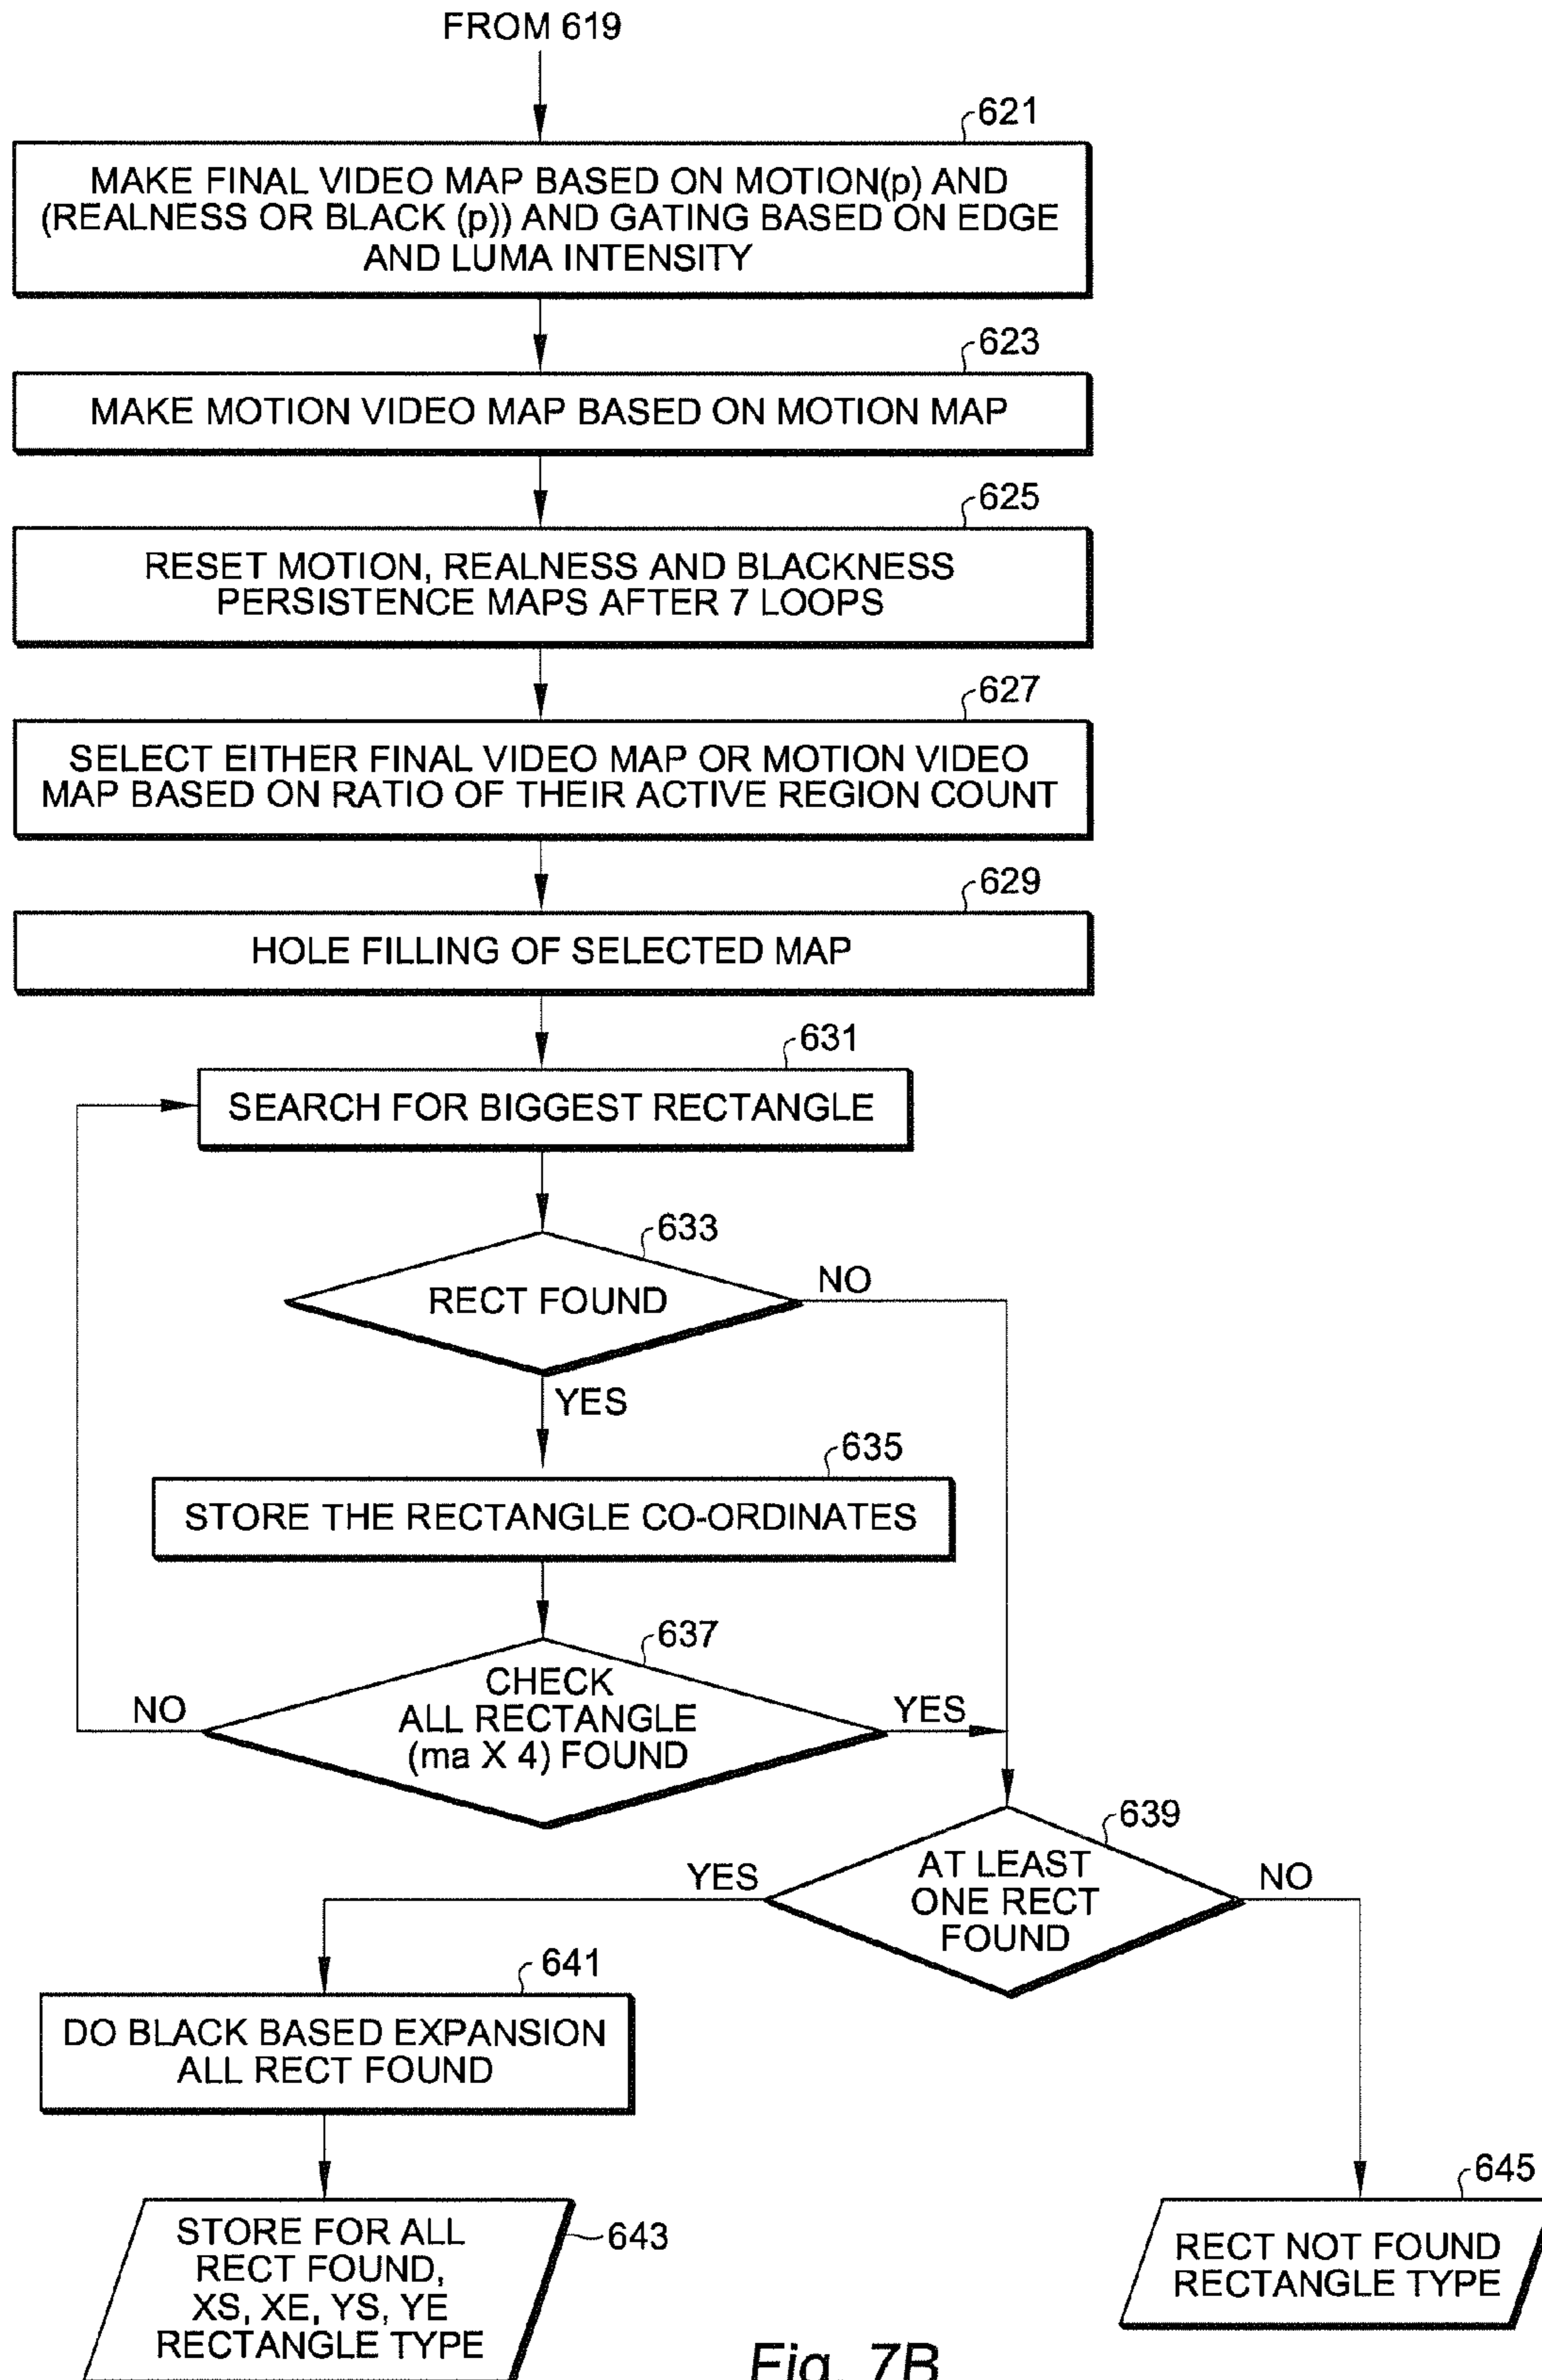 FROM 619
621
MAKE FINAL VIDEO MAP BASED ON MOTION(p) AND
(REALNESS OR BLACK (p)) AND GATING BASED ON EDGE
AND LUMA INTENSITY
623
MAKE MOTION VIDEO MAP BASED ON MOTION MAP
625
RESET MOTION, REALNESS AND BLACKNESS
PERSISTENCE MAPS AFTER 7 LOOPS
627
SELECT EITHER FINAL VIDEO MAP OR MOTION VIDEO
MAP BASED ON RATIO OF THEIR ACTIVE REGION COUNT
629
HOLE FILLING OF SELECTED MAP
631
SEARCH FOR BIGGEST RECTANGLE
633
RECT FOUND
NO
YES
635
STORE THE RECTANGLE CO-ORDINATES
637
CHECK
ALL RECTANGLE
(ma X 4) FOUND
NO
YES
639
AT LEAST
ONE RECT
FOUND
YES
NO
641
DO BLACK BASED EXPANSION
ALL RECT FOUND
643
STORE FOR ALL
RECT FOUND,
XS, XE, YS, YE
RECTANGLE TYPE
645
RECT NOT FOUND
RECTANGLE TYPE
Fig. 7B